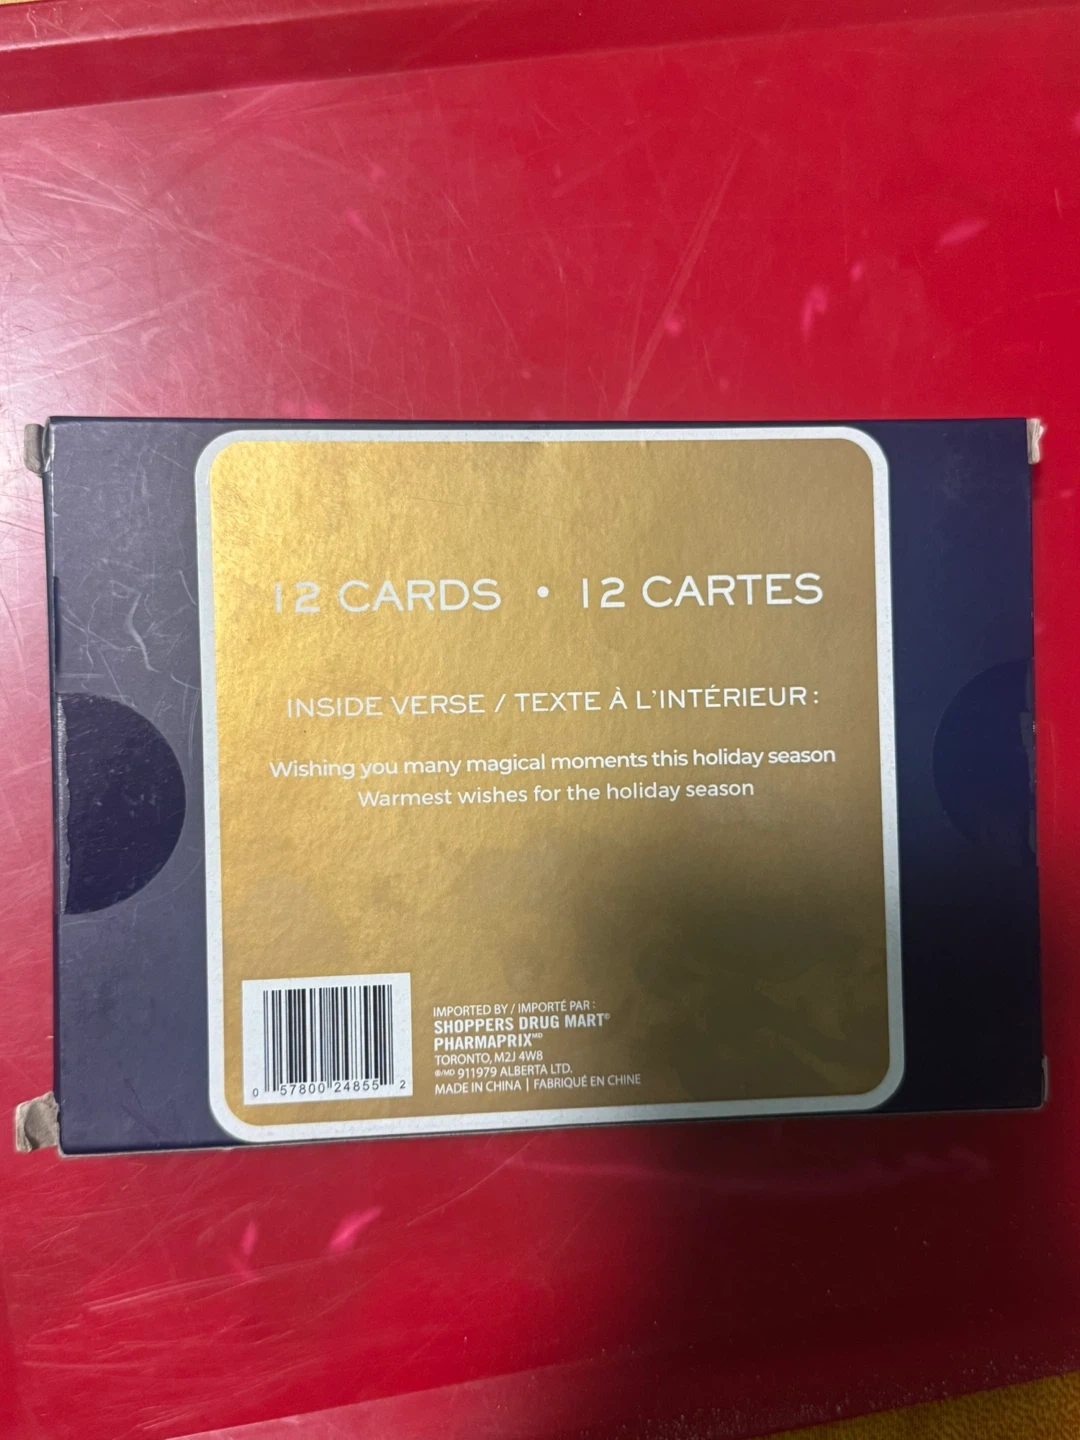 12 CARDS • 12 CARTES
INSIDE VERSE / TEXTE À L'INTÉRIEUR :
Wishing you many magical moments this holiday season
Warmest wishes for the holiday season
IMPORTED BY / IMPORTÉ PAR :
SHOPPERS DRUG MART®
PHARMAPRIX MD
TORONTO, M2J 4W8
®/MD 911979 ALBERTA LTD.
MADE IN CHINA | FABRIQUÉ EN CHINE
0 57800 24855 2